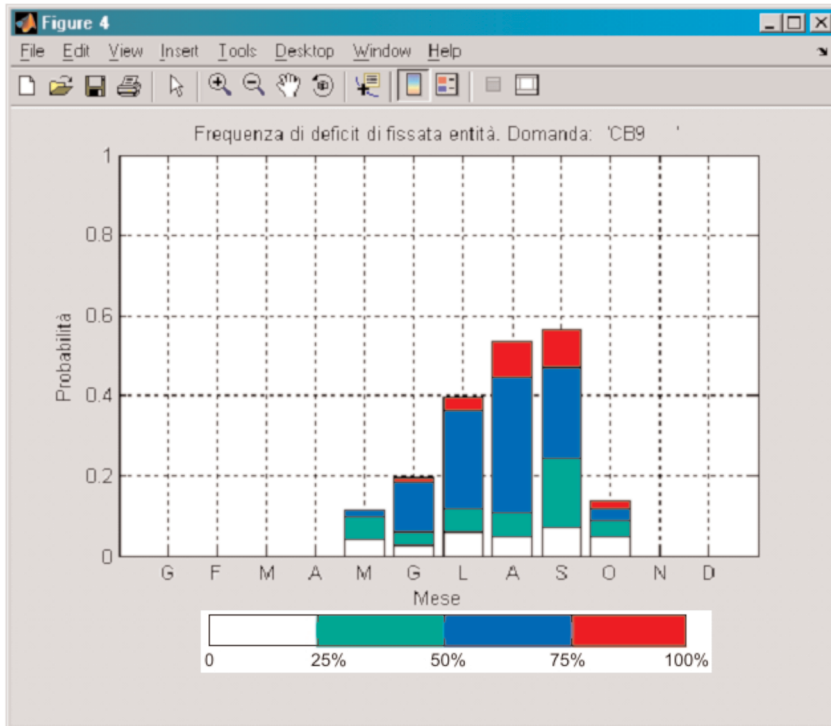 Figure 4
File Edit View Insert Tools Desktop Window Help
Frequenza di deficit di fissata entità. Domanda: 'CB9      '
1
0.8
0.6
0.4
0.2
0
Probabilità
G F M A M G L A S O N D
Mese
0 25% 50% 75% 100%